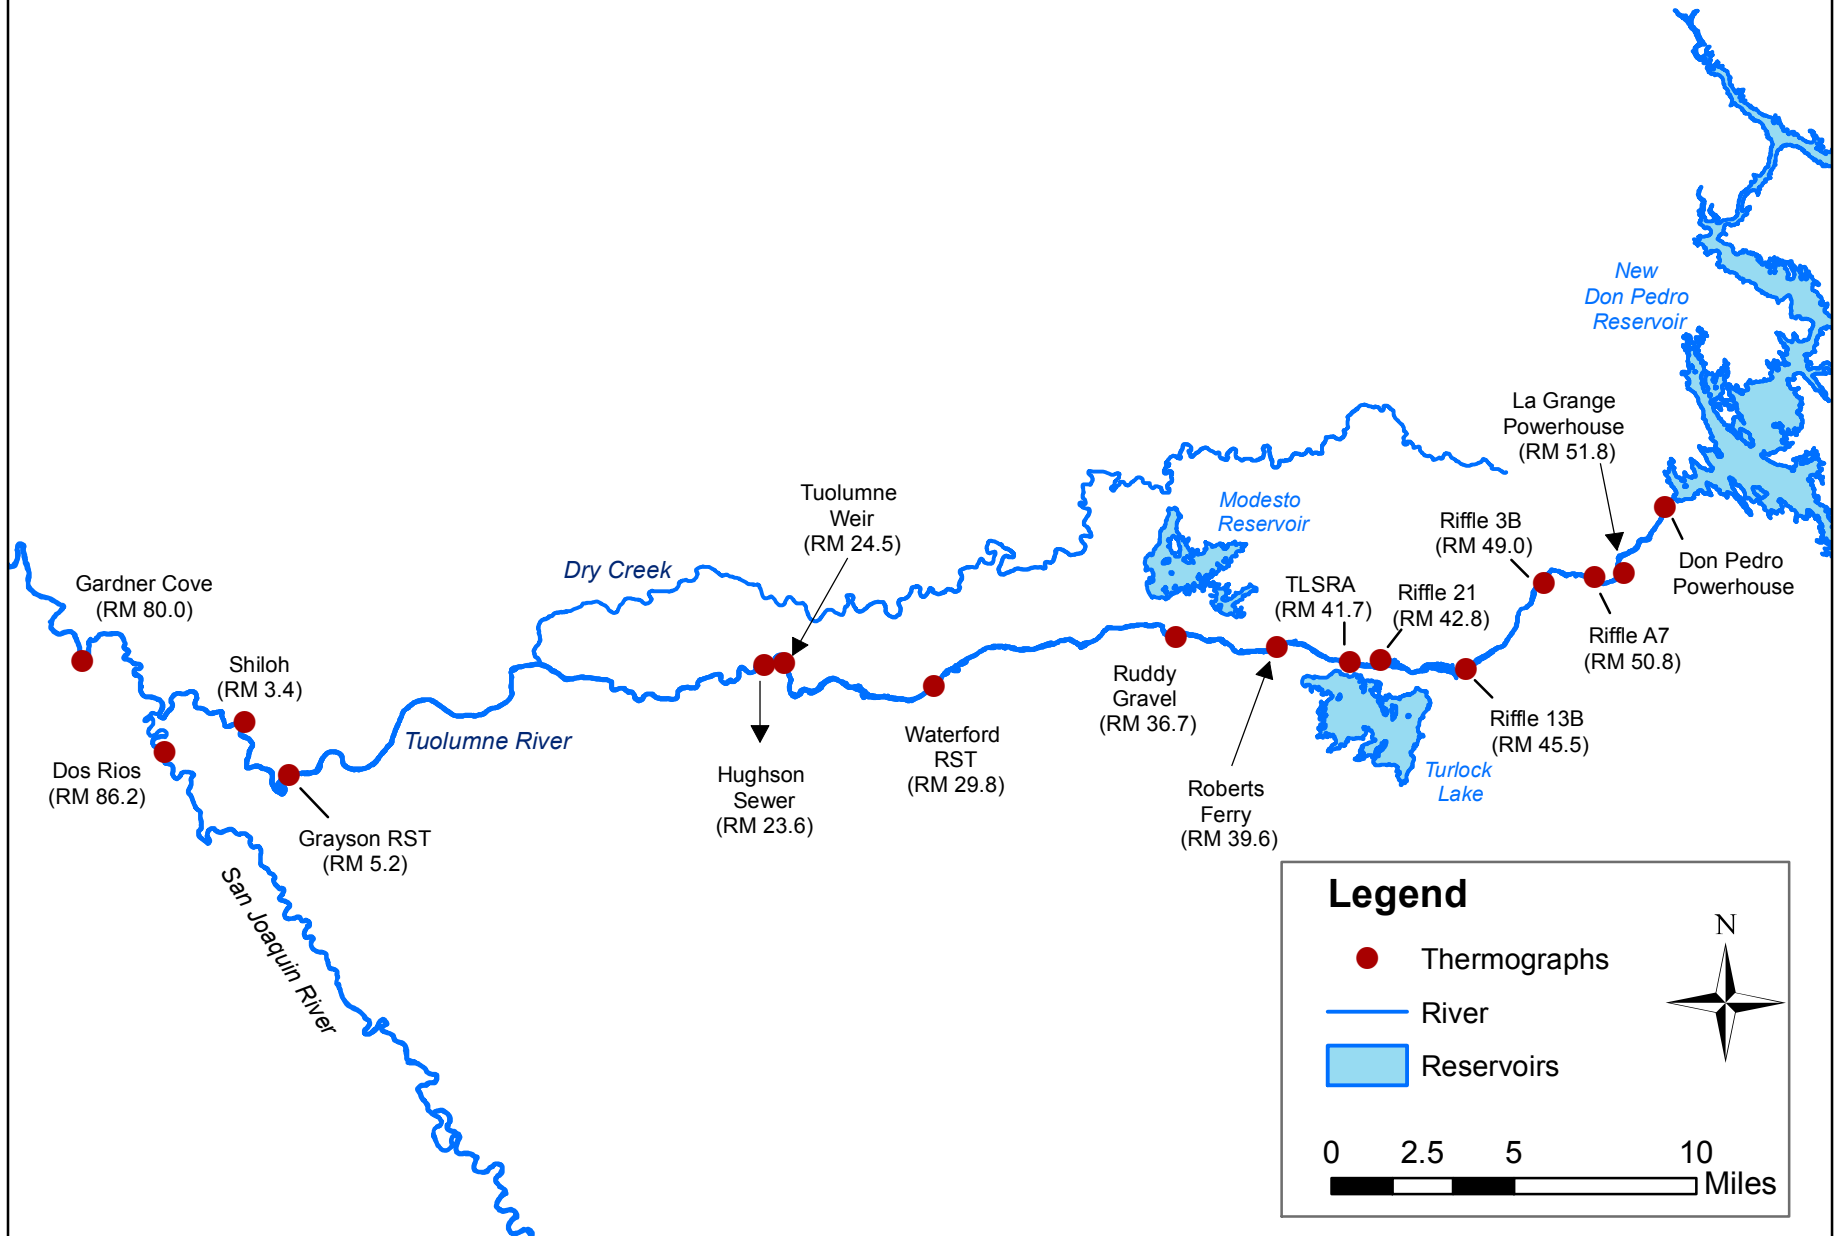 New
Don Pedro
Reservoir
La Grange
Powerhouse
(RM 51.8)
Tuolumne
Weir
(RM 24.5)
Modesto
Reservoir
Riffle 3B
(RM 49.0)
Don Pedro
Powerhouse
Dry Creek
Gardner Cove
(RM 80.0)
TLSRA
(RM 41.7)
Riffle 21
(RM 42.8)
Riffle A7
(RM 50.8)
Shiloh
(RM 3.4)
Ruddy
Gravel
(RM 36.7)
Riffle 13B
(RM 45.5)
Tuolumne River
Waterford
RST
(RM 29.8)
Dos Rios
(RM 86.2)
Hughson
Sewer
(RM 23.6)
Roberts
Ferry
(RM 39.6)
Turlock
Lake
Grayson RST
(RM 5.2)
San Joaquin River
Legend
N
Thermographs
River
Reservoirs
0 2.5 5 10
Miles